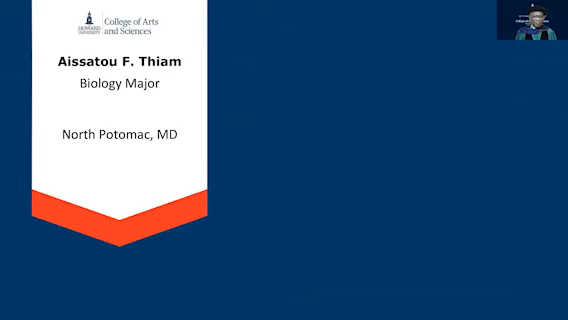 HOWARD
UNIVERSITY
College of Arts
and Sciences
Aissatou F. Thiam
Biology Major
North Potomac, MD